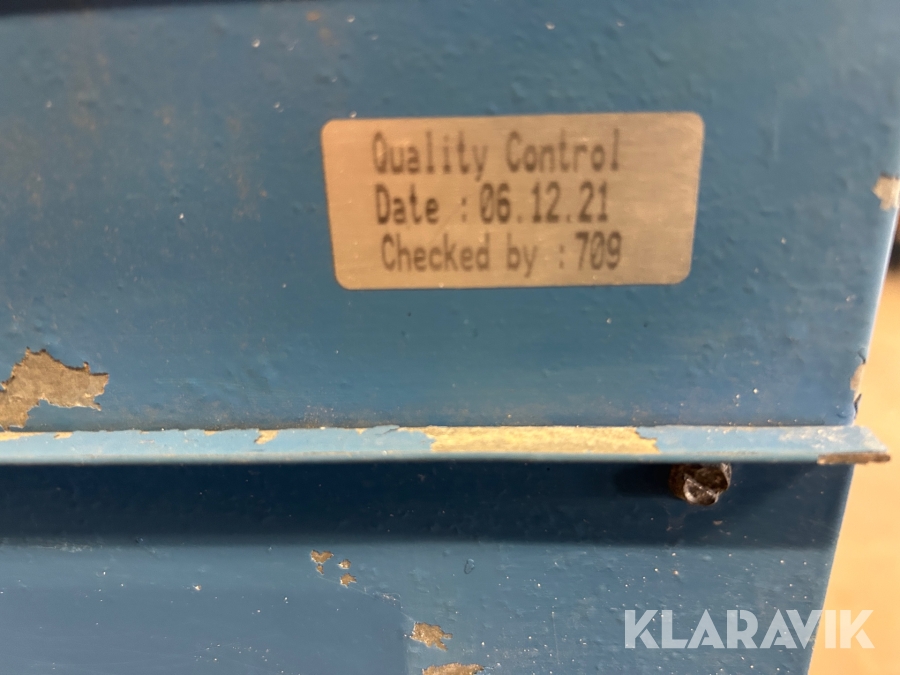 Quality Control
Date : 06.12.21
Checked by : 709
KLARAVIK